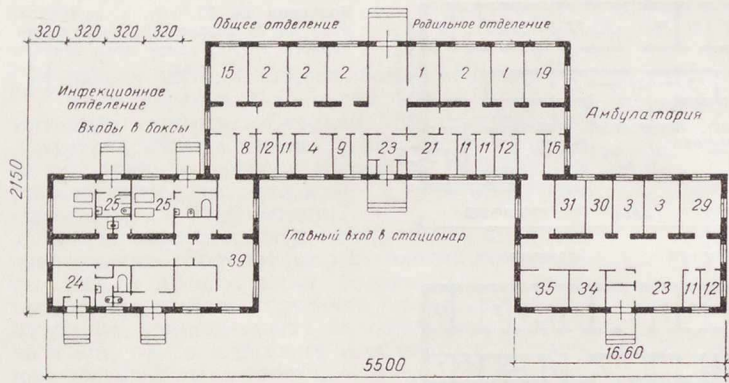 Общее отделение
Родильное отделение
320 320 320 320
15 2 2 2 1 2 1 19
Инфекционное
отделение
Входы в боксы
Амбулатория
8 12 11 4 9 23 21 11 11 12 16
2150
25 25
31 30 3 3 29
Главный вход в стационар
39
24
35 34 23 11 12
16.60
5500